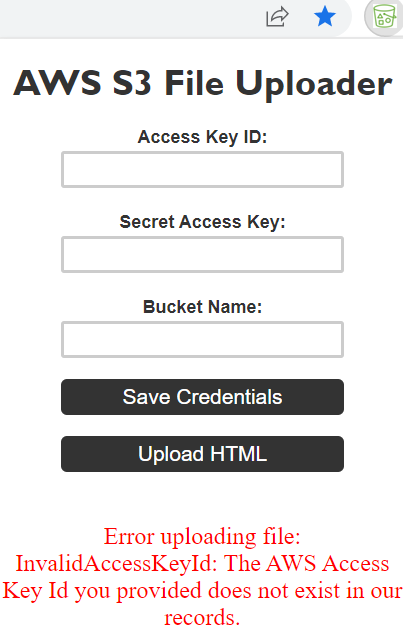 AWS S3 File Uploader
Access Key ID:
Secret Access Key:
Bucket Name:
Save Credentials
Upload HTML
Error uploading file:
InvalidAccessKeyId: The AWS Access
Key Id you provided does not exist in our
records.